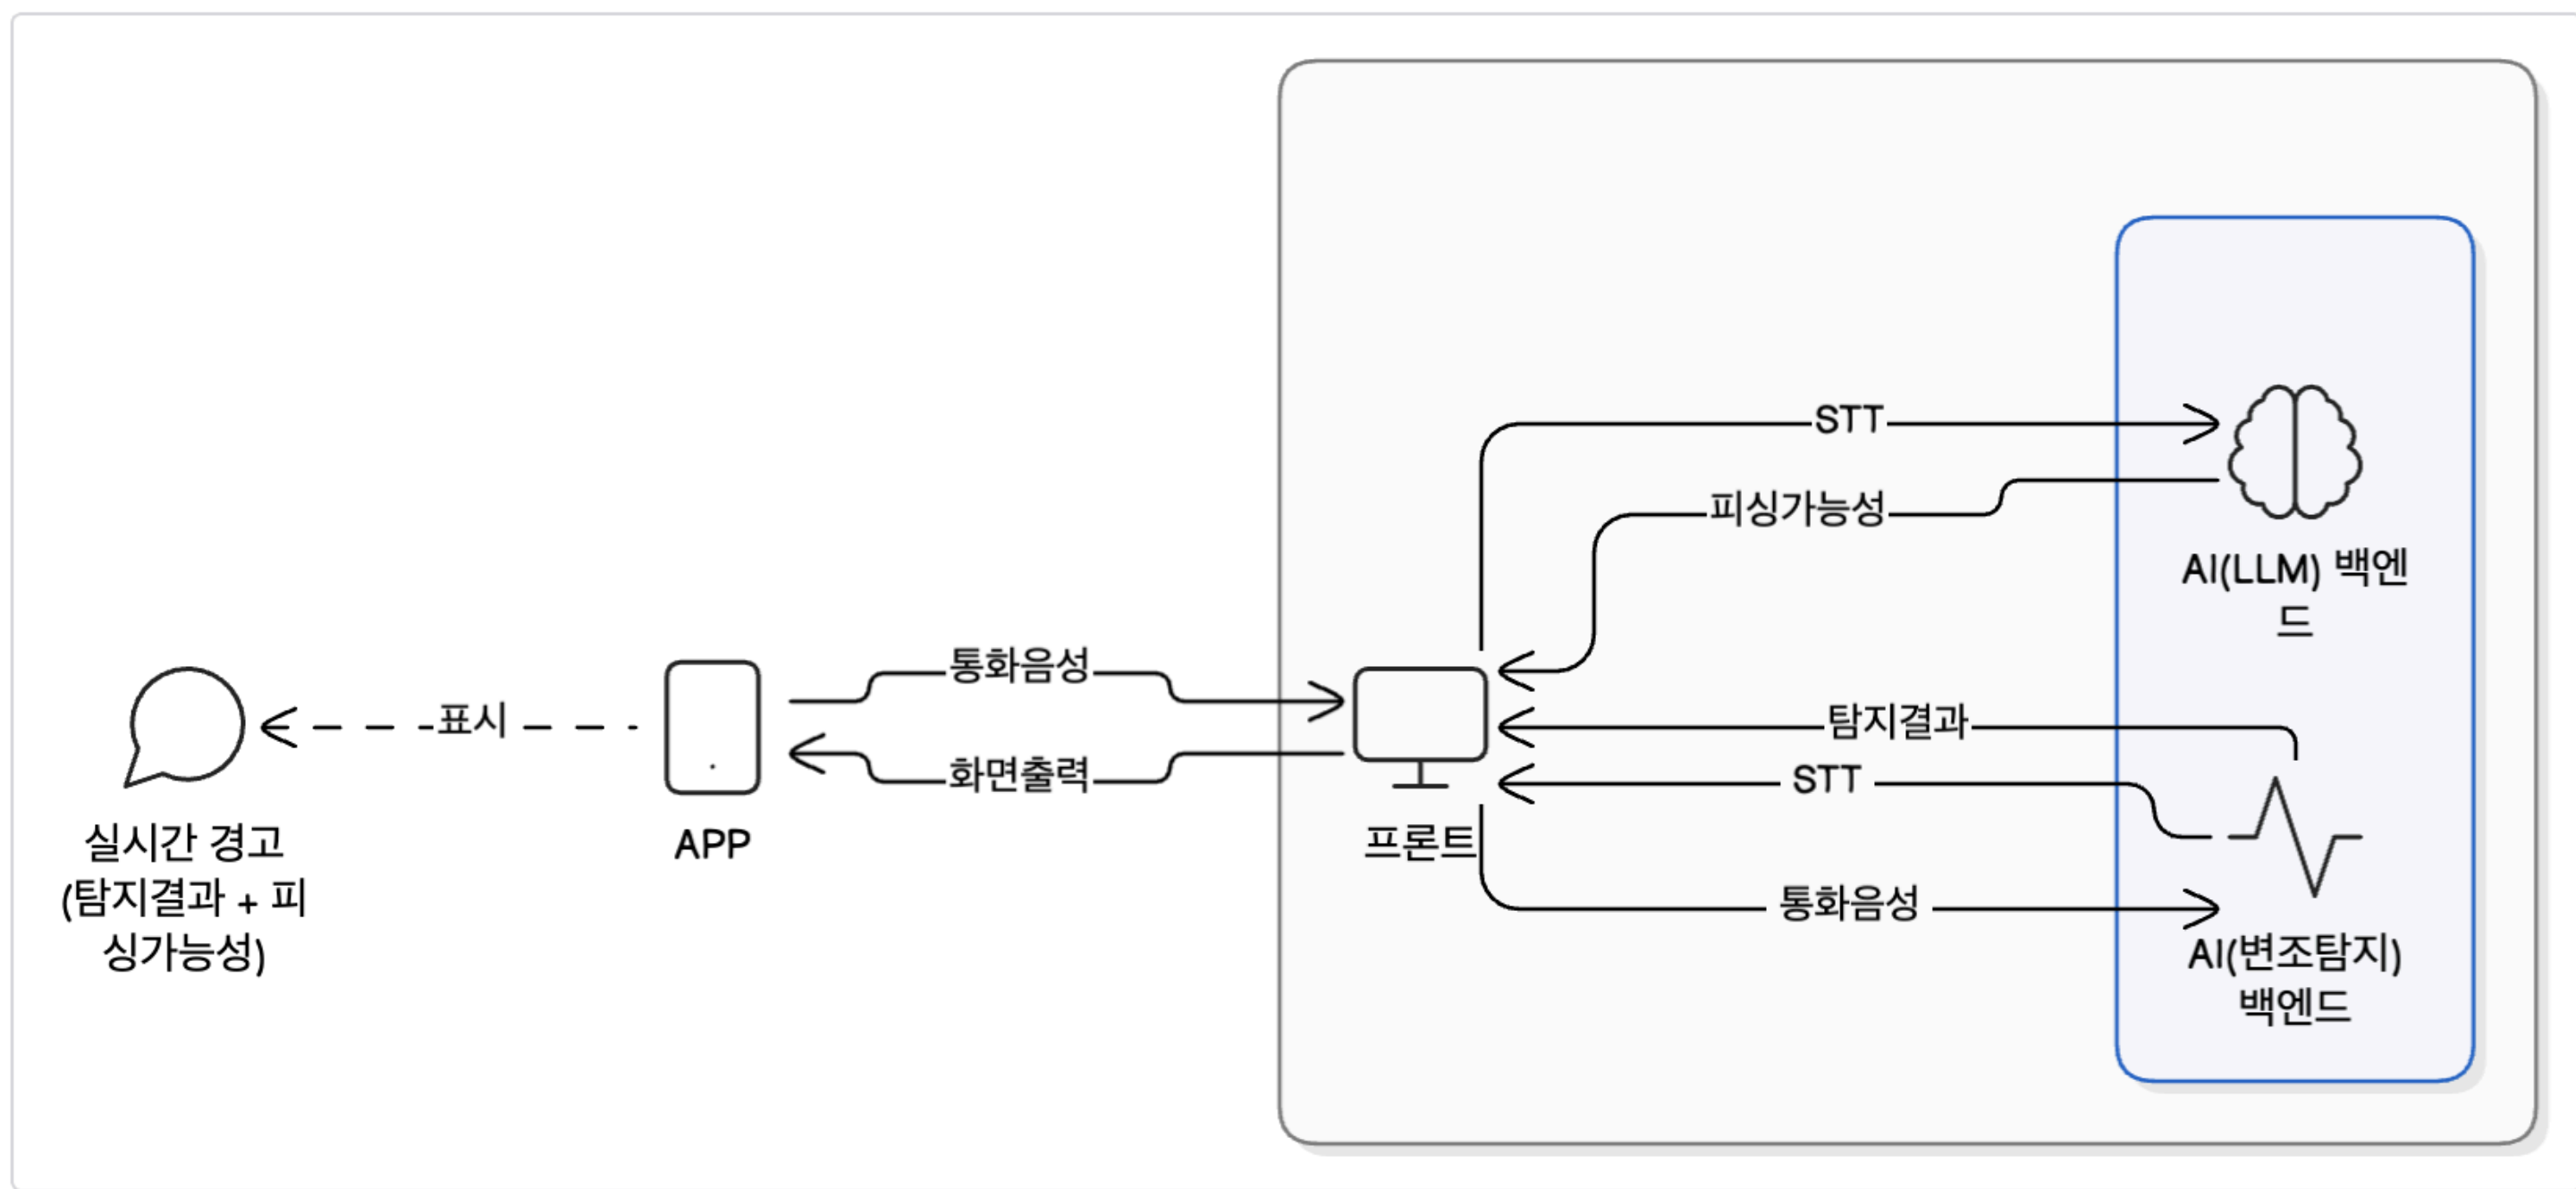 STT
피싱가능성
AI(LLM) 백엔
드
통화음성
표시
탐지결과
화면출력
STT
실시간 경고
(탐지결과 + 피
싱가능성)
APP
프론트
통화음성
AI(변조탐지)
백엔드